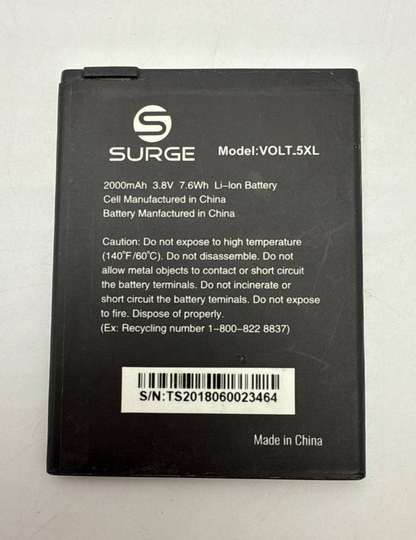 S
SURGE
Model:VOLT.5XL
2000mAh 3.8V 7.6Wh Li-Ion Battery
Cell Manufactured in China
Battery Manfactured in China
Caution: Do not expose to high temperature
(140°F/60°C). Do not disassemble. Do not
allow metal objects to contact or short circuit
the battery terminals. Do not incinerate or
short circuit the battery teminals. Do not expose
to fire. Dispose of properly.
(Ex: Recycling number 1-800-822 8837)
S/N:TS2018060023464
Made in China